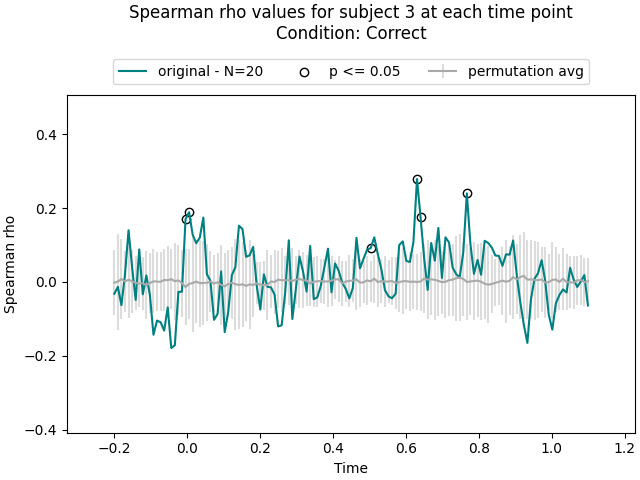 Spearman rho values for subject 3 at each time point
Condition: Correct
original - N=20 p <= 0.05 permutation avg
0.4
0.2
0.0
−0.2
−0.4
Spearman rho
−0.2 0.0 0.2 0.4 0.6 0.8 1.0 1.2
Time